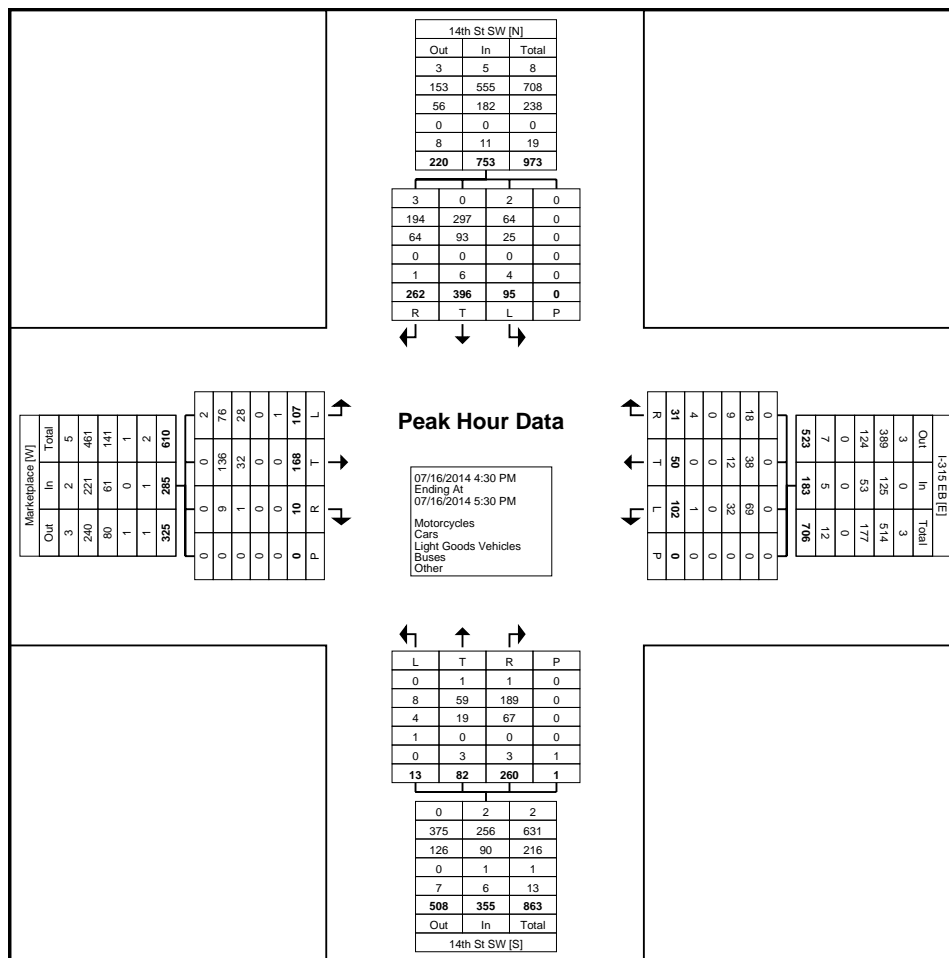 14th St SW [N]
Out In Total
3 5 8
153 555 708
56 182 238
0 0 0
8 11 19
220 753 973
3 0 2 0
194 297 64 0
64 93 25 0
0 0 0 0
1 6 4 0
262 396 95 0
R T L P
Marketplace [W]
Total 5 461 141 1 2 610
In 2 221 61 0 1 285
Out 3 240 80 1 1 325
2 76 28 0 1 107 L
0 136 32 0 0 168 T
0 9 1 0 0 10 R
0 0 0 0 0 0 P
Peak Hour Data
07/16/2014 4:30 PM
Ending At
07/16/2014 5:30 PM
Motorcycles
Cars
Light Goods Vehicles
Buses
Other
R 31 4 0 9 18 0
T 50 0 0 12 38 0
L 102 1 0 32 69 0
P 0 0 0 0 0 0
I-315 EB [E]
Out In Total
3 0 3
389 125 514
124 53 177
0 0 0
7 5 12
523 183 706
L T R P
0 1 1 0
8 59 189 0
4 19 67 0
1 0 0 0
0 3 3 1
13 82 260 1
0 2 2
375 256 631
126 90 216
0 1 1
7 6 13
508 355 863
Out In Total
14th St SW [S]